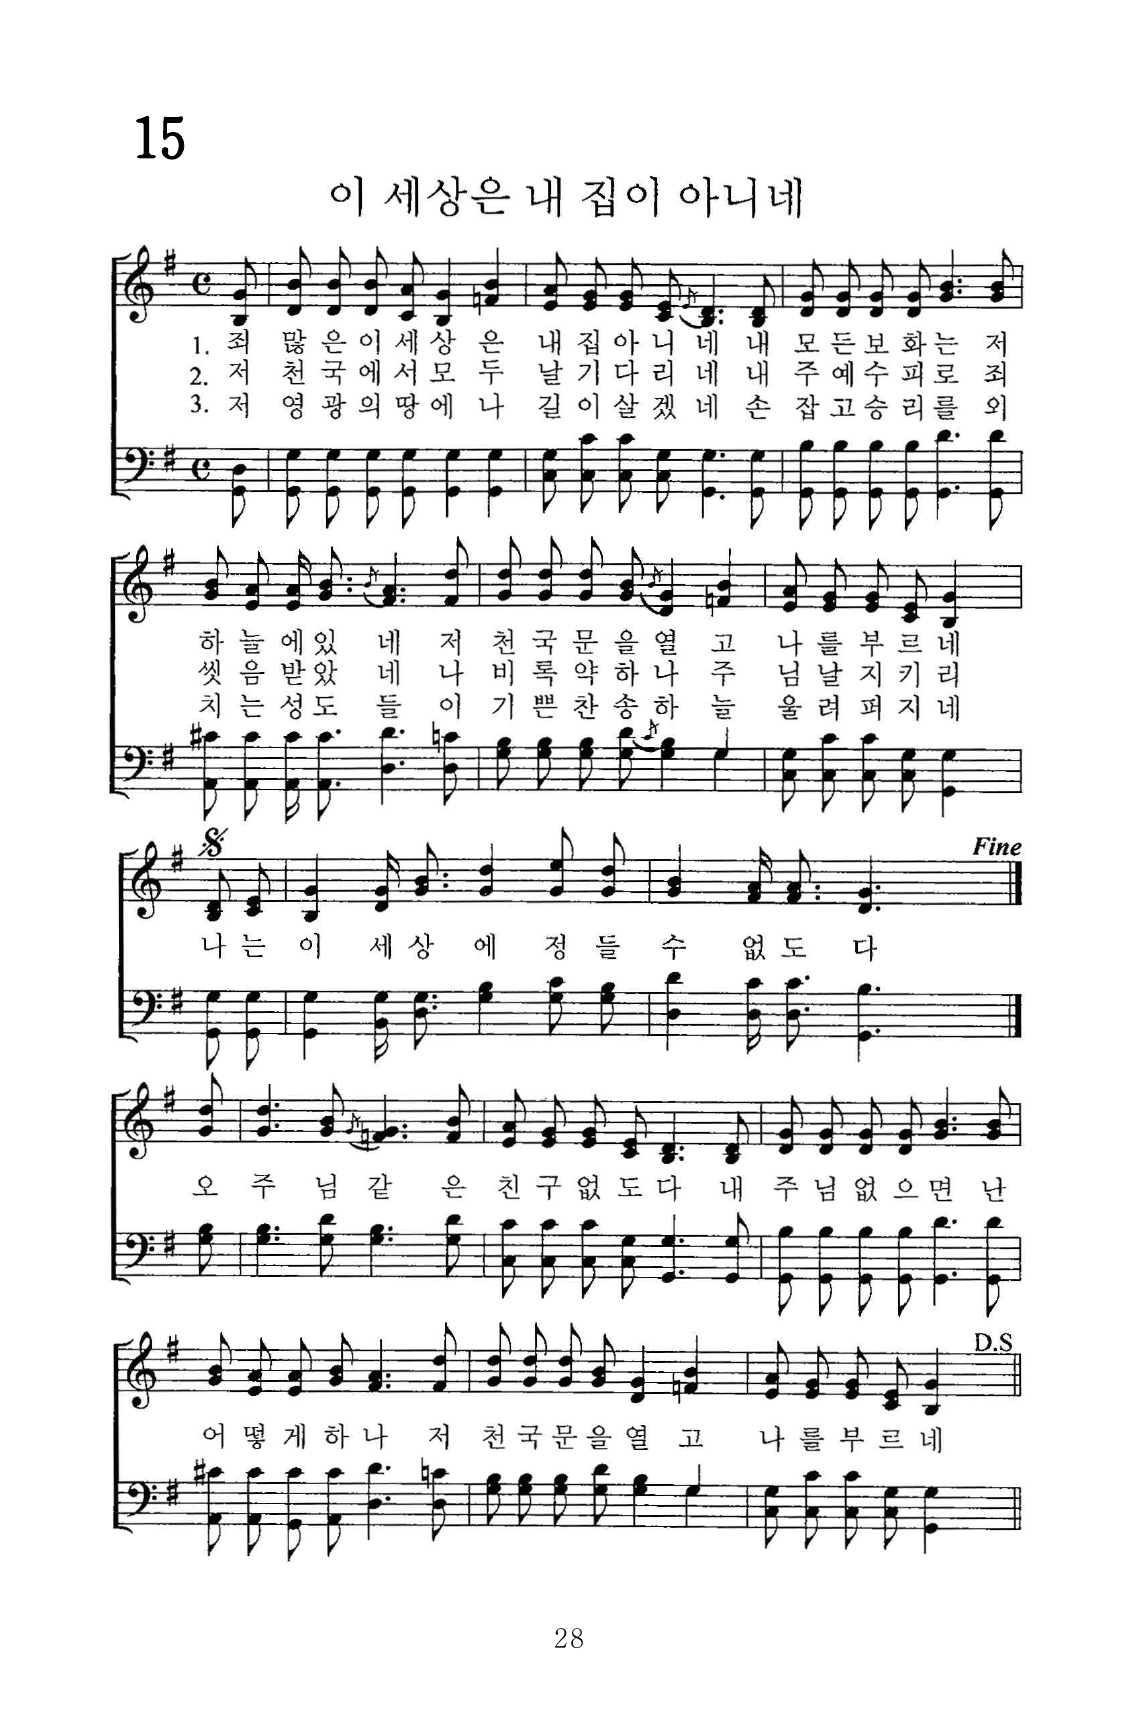 15
이 세상은 내 집이 아니네
1. 죄 많 은 이 세 상 은 내 집 아 니 네 내 모 든 보 화 는 저
2. 저 천 국 에 서 모 두 날 기 다 리 네 내 주 예 수 피 로 죄
3. 저 영 광 의 땅 에 나 길 이 살 겠 네 손 잡 고 승 리 를 외
하 늘 에 있 네 저 천 국 문 을 열 고 나 를 부 르 네
씻 음 받 았 네 나 비 록 약 하 나 주 님 날 지 키 리
치 는 성 도 들 이 기 쁜 찬 송 하 늘 울 려 퍼 지 네
Fine
나 는 이 세 상 에 정 들 수 없 도 다
오 주 님 같 은 친 구 없 도 다 내 주 님 없 으 면 난
D.S
어 떻 게 하 나 저 천 국 문 을 열 고 나 를 부 르 네
28